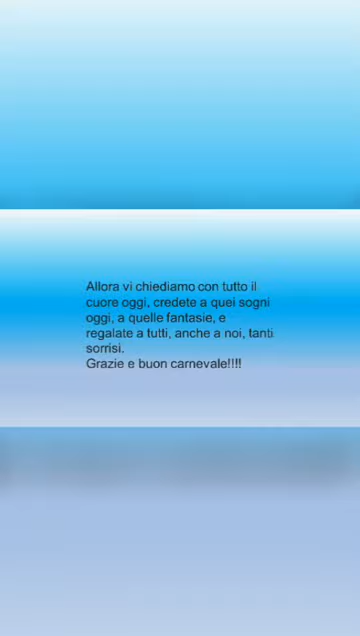 Allora vi chiediamo con tutto il
cuore oggi, credete a quei sogni
oggi, a quelle fantasie, e
regalate a tutti, anche a noi, tanti
sorrisi.
Grazie e buon carnevale!!!!